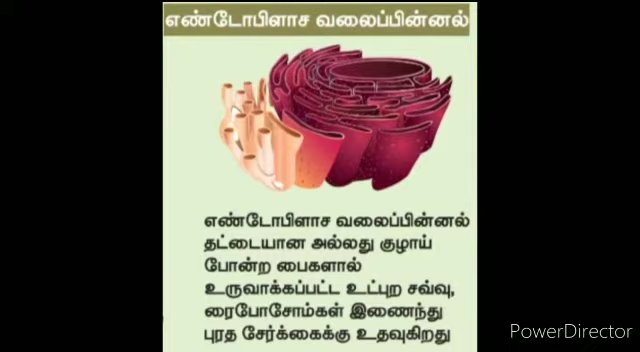 எண்டோபிளாச வலைப்பின்னல்
எண்டோபிளாச வலைப்பின்னல்
தட்டையான அல்லது குழாய்
போன்ற பைகளால்
உருவாக்கப்பட்ட உட்புற சவ்வு,
ரைபோசோம்கள் இணைந்து
புரத சேர்க்கைக்கு உதவுகிறது
PowerDirector